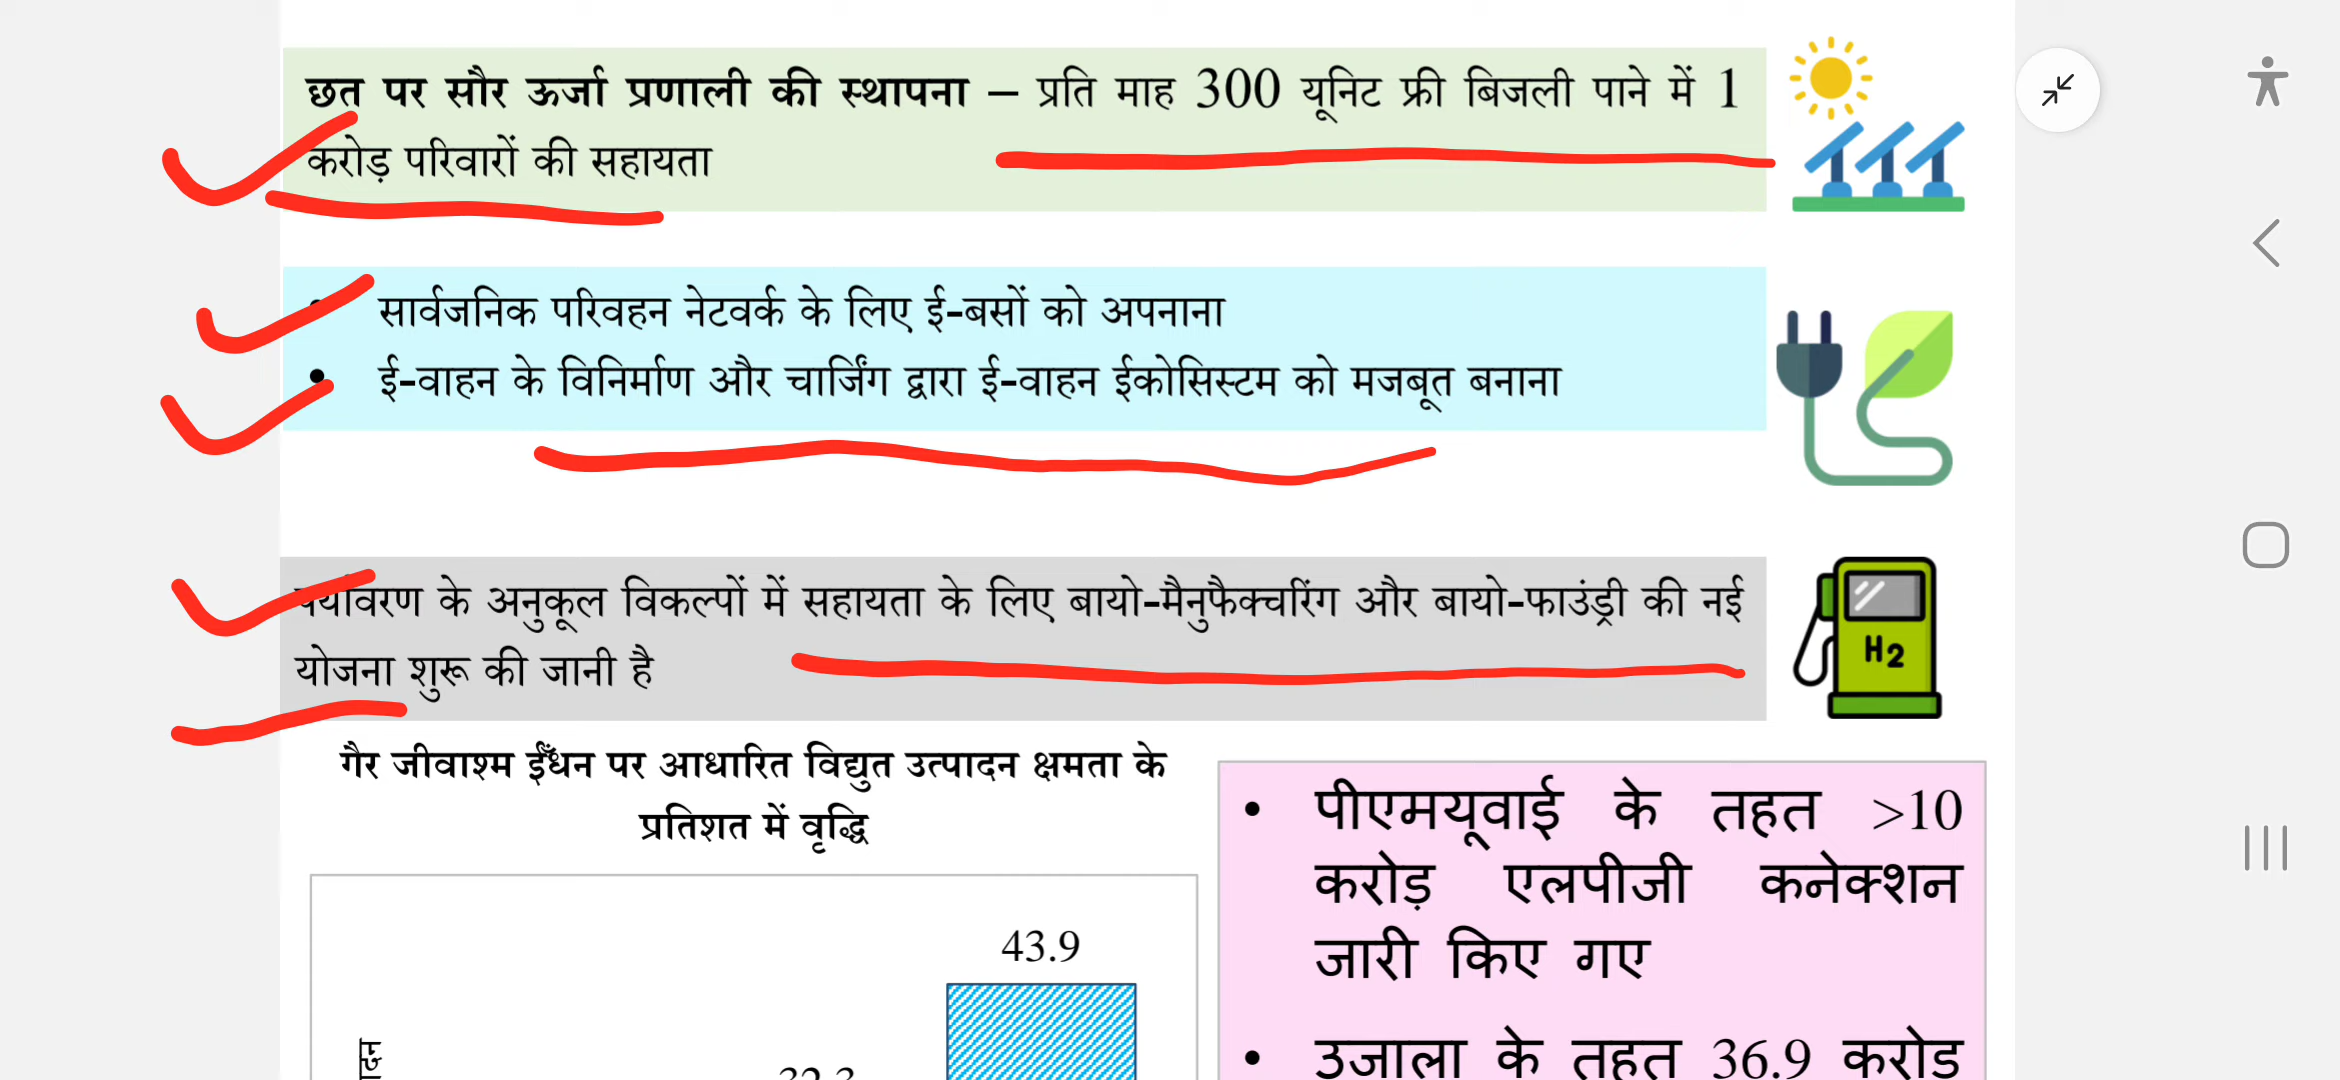 छत पर सौर ऊर्जा प्रणाली की स्थापना – प्रति माह 300 यूनिट फ्री बिजली पाने में 1
करोड़ परिवारों की सहायता
• सार्वजनिक परिवहन नेटवर्क के लिए ई-बसों को अपनाना
• ई-वाहन के विनिर्माण और चार्जिंग द्वारा ई-वाहन ईकोसिस्टम को मजबूत बनाना
पर्यावरण के अनुकूल विकल्पों में सहायता के लिए बायो-मैनुफैक्चरिंग और बायो-फाउंड्री की नई
योजना शुरू की जानी है
H2
गैर जीवाश्म ईंधन पर आधारित विद्युत उत्पादन क्षमता के
प्रतिशत में वृद्धि
43.9
32.3
• पीएमयूवाई के तहत >10
करोड़ एलपीजी कनेक्शन
जारी किए गए
• उजाला के तहत 36.9 करोड़